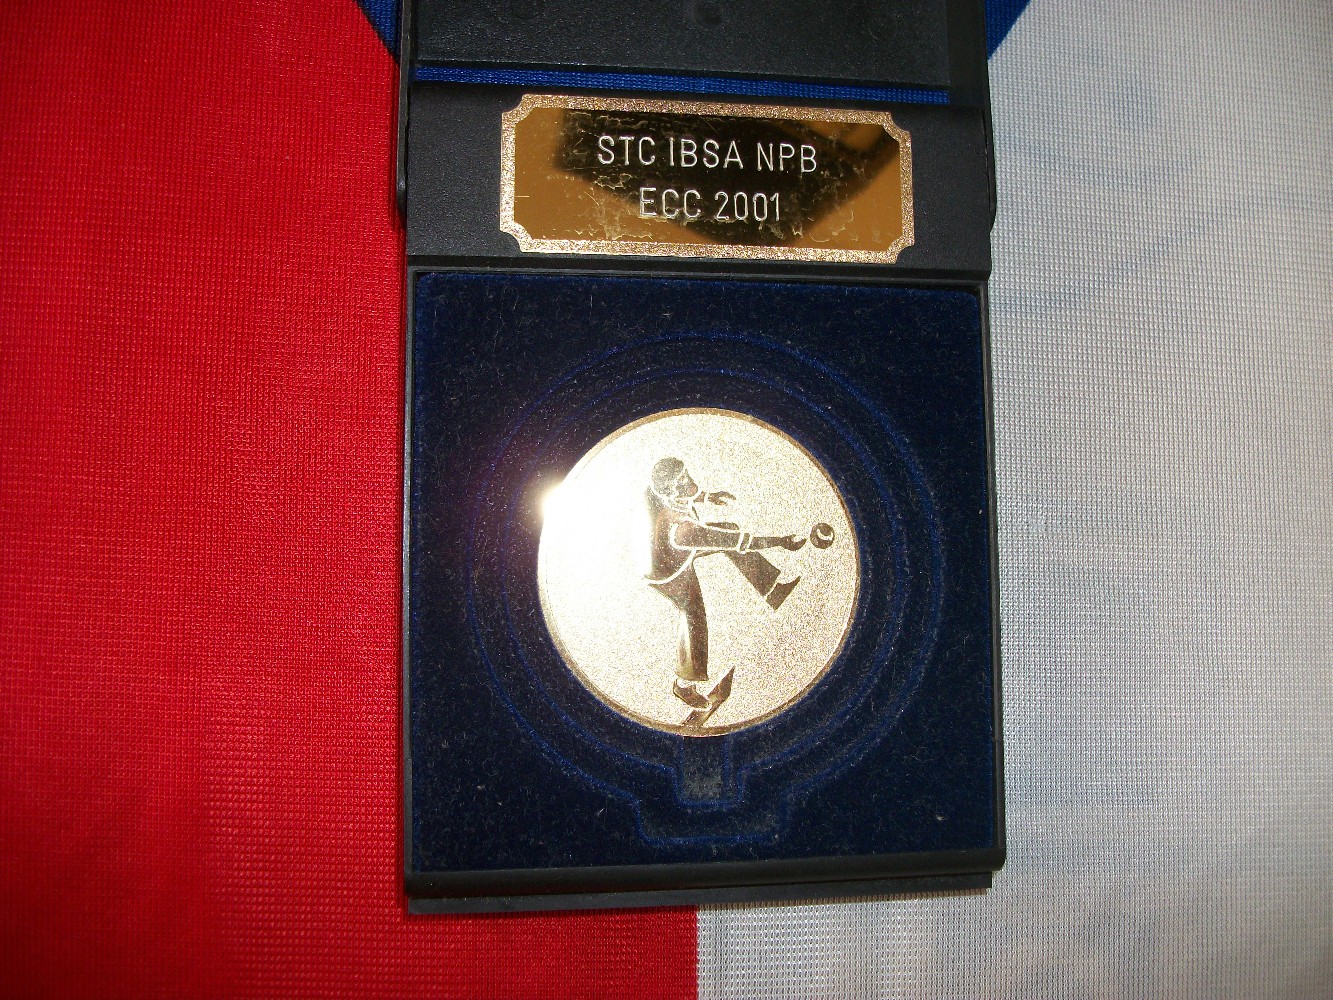 STC IBSA NPB
ECC 2001